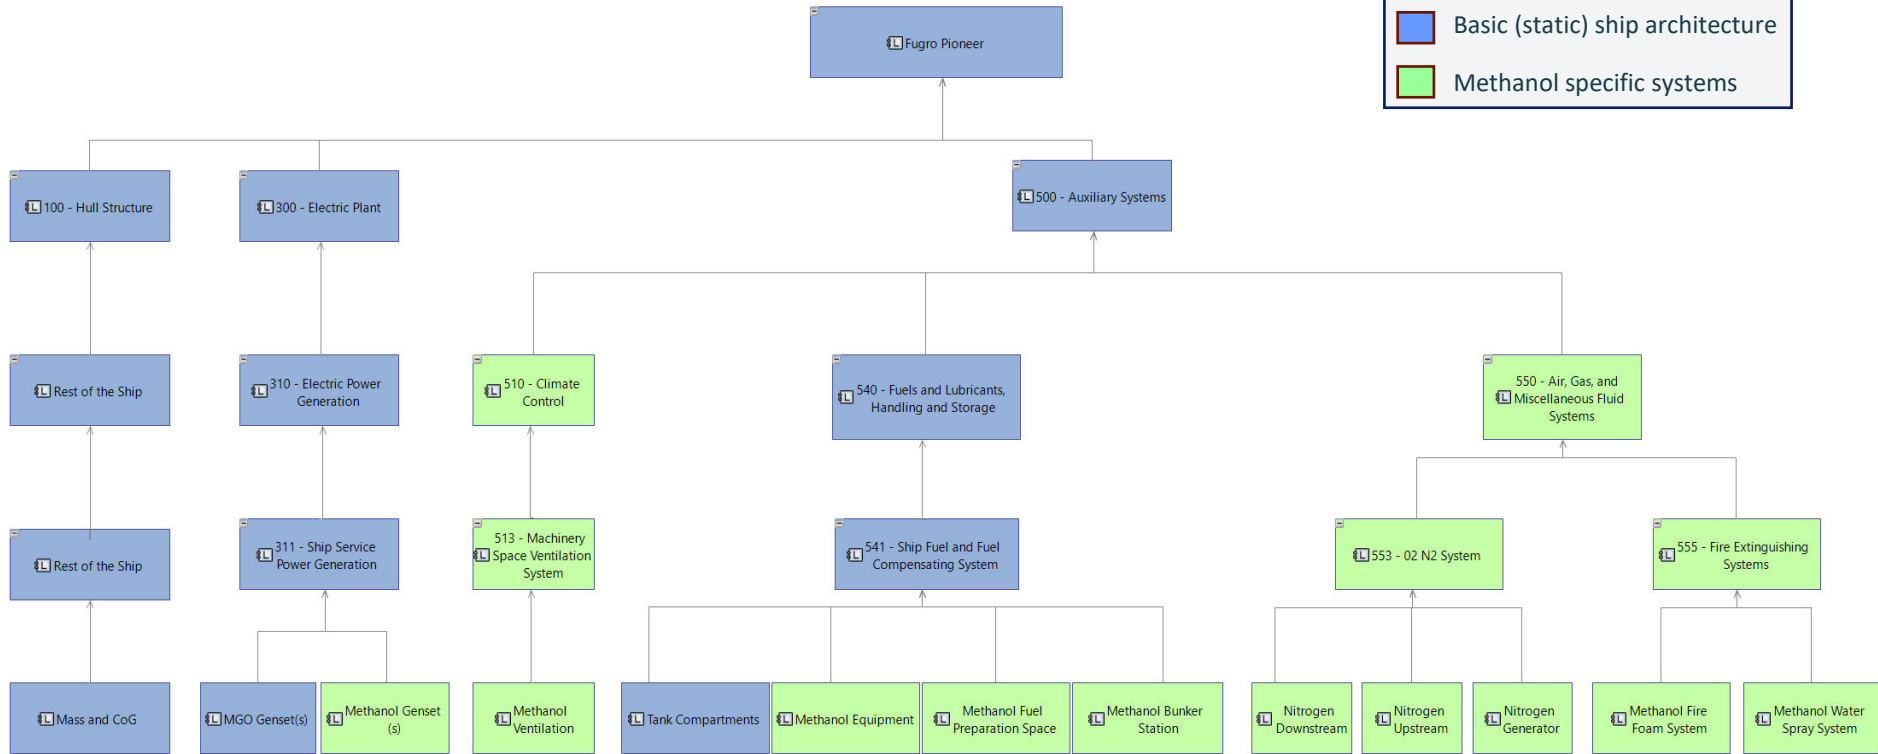 Basic (static) ship architecture
Methanol specific systems
Fugro Pioneer
100 - Hull Structure
300 - Electric Plant
500 - Auxiliary Systems
Rest of the Ship
310 - Electric Power
Generation
510 - Climate
Control
540 - Fuels and Lubricants,
Handling and Storage
550 - Air, Gas, and
Miscellaneous Fluid
Systems
Rest of the Ship
311 - Ship Service
Power Generation
513 - Machinery
Space Ventilation
System
541 - Ship Fuel and Fuel
Compensating System
553 - 02 N2 System
555 - Fire Extinguishing
Systems
Mass and CoG
MGO Genset(s)
Methanol Genset
(s)
Methanol
Ventilation
Tank Compartments
Methanol Equipment
Methanol Fuel
Preparation Space
Methanol Bunker
Station
Nitrogen
Downstream
Nitrogen
Upstream
Nitrogen
Generator
Methanol Fire
Foam System
Methanol Water
Spray System